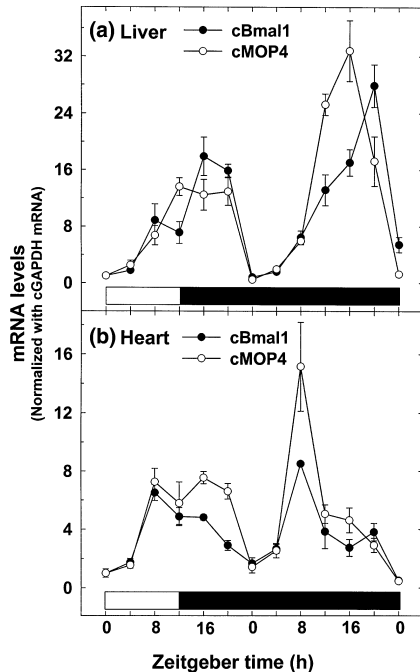 (a) Liver
cBmal1
cMOP4
32
24
16
8
0
(b) Heart
cBmal1
cMOP4
16
12
8
4
0
mRNA levels
(Normalized with cGAPDH mRNA)
0 8 16 0 8 16 0
Zeitgeber time (h)